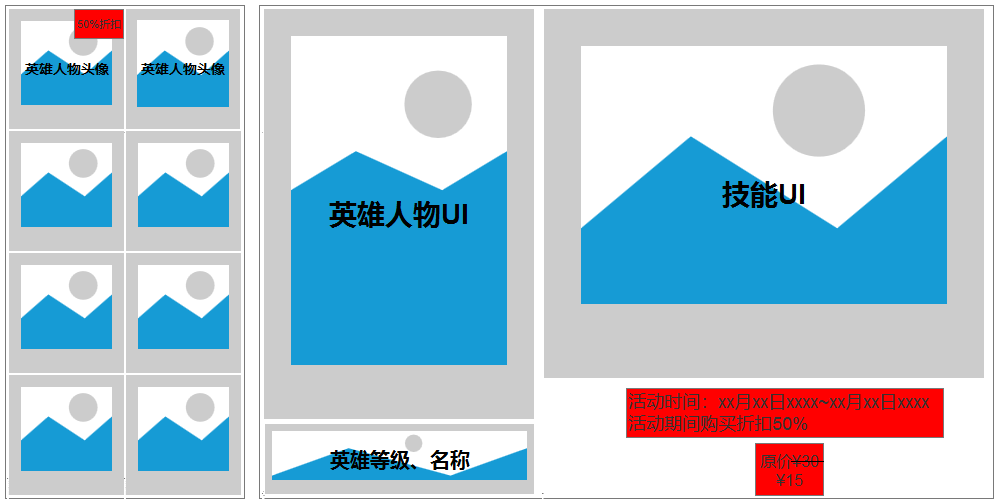 50%折扣
英雄人物头像
英雄人物头像
英雄人物UI
英雄等级、名称
技能UI
活动时间：xx月xx日xxxx~xx月xx日xxxx
活动期间购买折扣50%
原价¥30
¥15